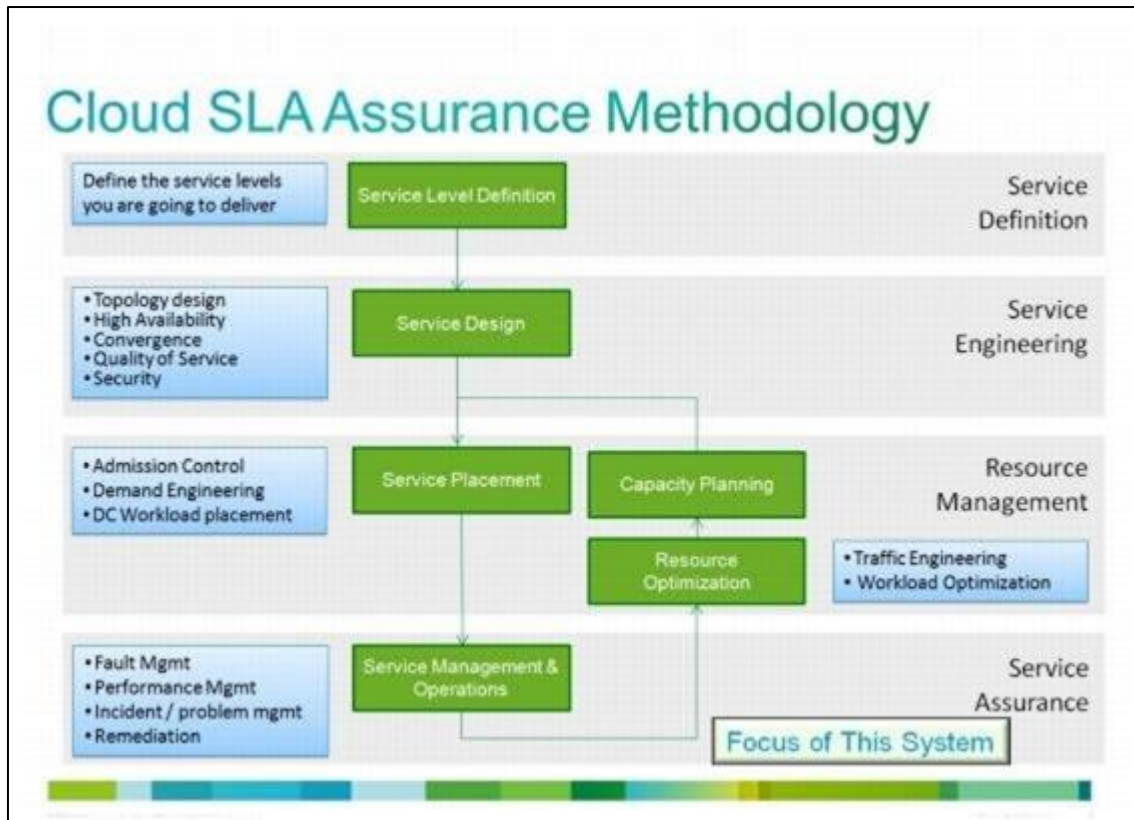 Cloud SLA Assurance Methodology
Define the service levels
you are going to deliver
Service Level Definition
Service
Definition
• Topology design
• High Availability
• Convergence
• Quality of Service
• Security
Service Design
Service
Engineering
• Admission Control
• Demand Engineering
• DC Workload placement
Service Placement
Capacity Planning
Resource
Management
Resource
Optimization
• Traffic Engineering
• Workload Optimization
• Fault Mgmt
• Performance Mgmt
• Incident / problem mgmt
• Remediation
Service Management &
Operations
Service
Assurance
Focus of This System